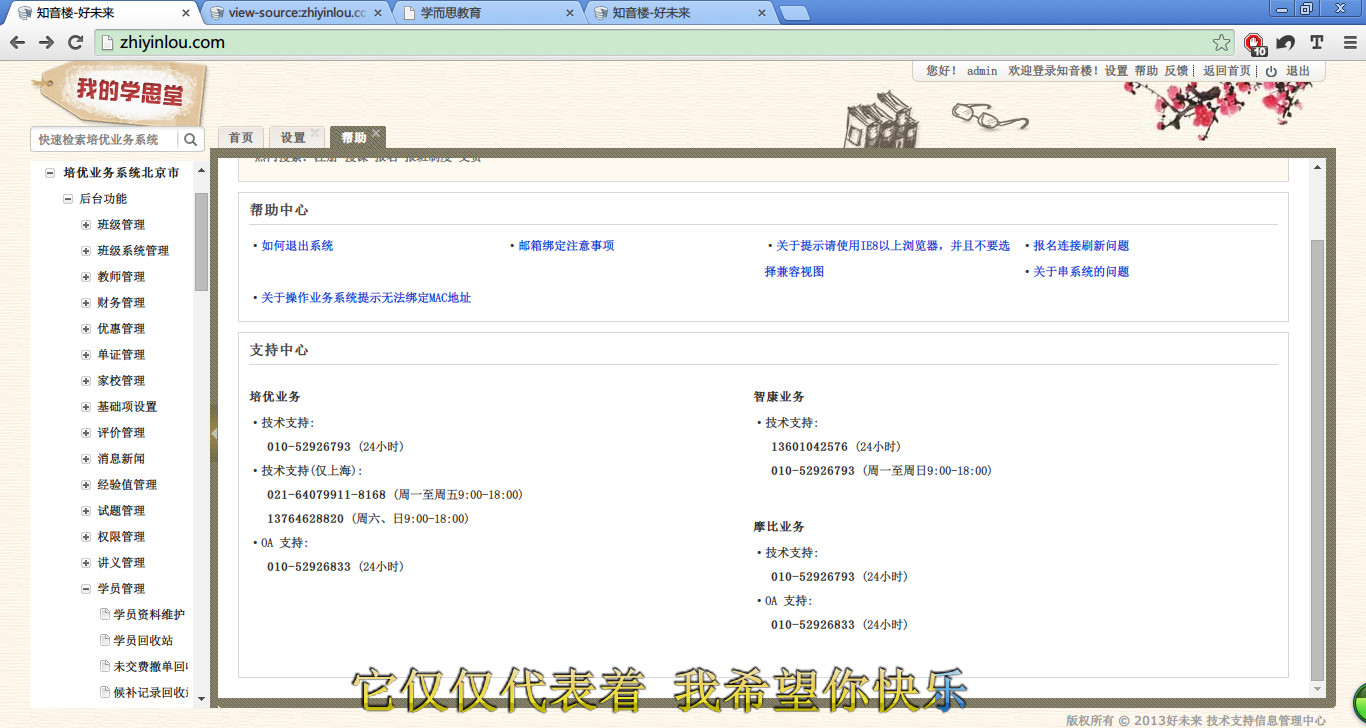 知音楼-好未来
view-source:zhiyinlou.co
学而思教育
知音楼-好未来
zhiyinlou.com
10
您好! admin 欢迎登录知音楼! 设置 帮助 反馈 返回首页 退出
我的学思堂
快速检索培优业务系统
首页 设置 帮助
培优业务系统北京市
后台功能
班级管理
班级系统管理
教师管理
财务管理
优惠管理
单证管理
家校管理
基础项设置
评价管理
消息新闻
经验值管理
试题管理
权限管理
讲义管理
学员管理
学员资料维护
学员回收站
未交费撤单回
候补记录回收
帮助中心
·如何退出系统
·邮箱绑定注意事项
·关于提示请使用IE8以上浏览器，并且不要选
择兼容视图
·报名连接刷新问题
·关于串系统的问题
·关于操作业务系统提示无法绑定MAC地址
支持中心
培优业务
·技术支持:
010-52926793 (24小时)
·技术支持(仅上海):
021-64079911-8168 (周一至周五9:00-18:00)
13764628820 (周六、日9:00-18:00)
·OA 支持:
010-52926833 (24小时)
智康业务
·技术支持:
13601042576 (24小时)
010-52926793 (周一至周日9:00-18:00)
摩比业务
·技术支持:
010-52926793 (24小时)
·OA 支持:
010-52926833 (24小时)
它仅仅代表着 我希望你快乐
版权所有 © 2013好未来 技术支持信息管理中心